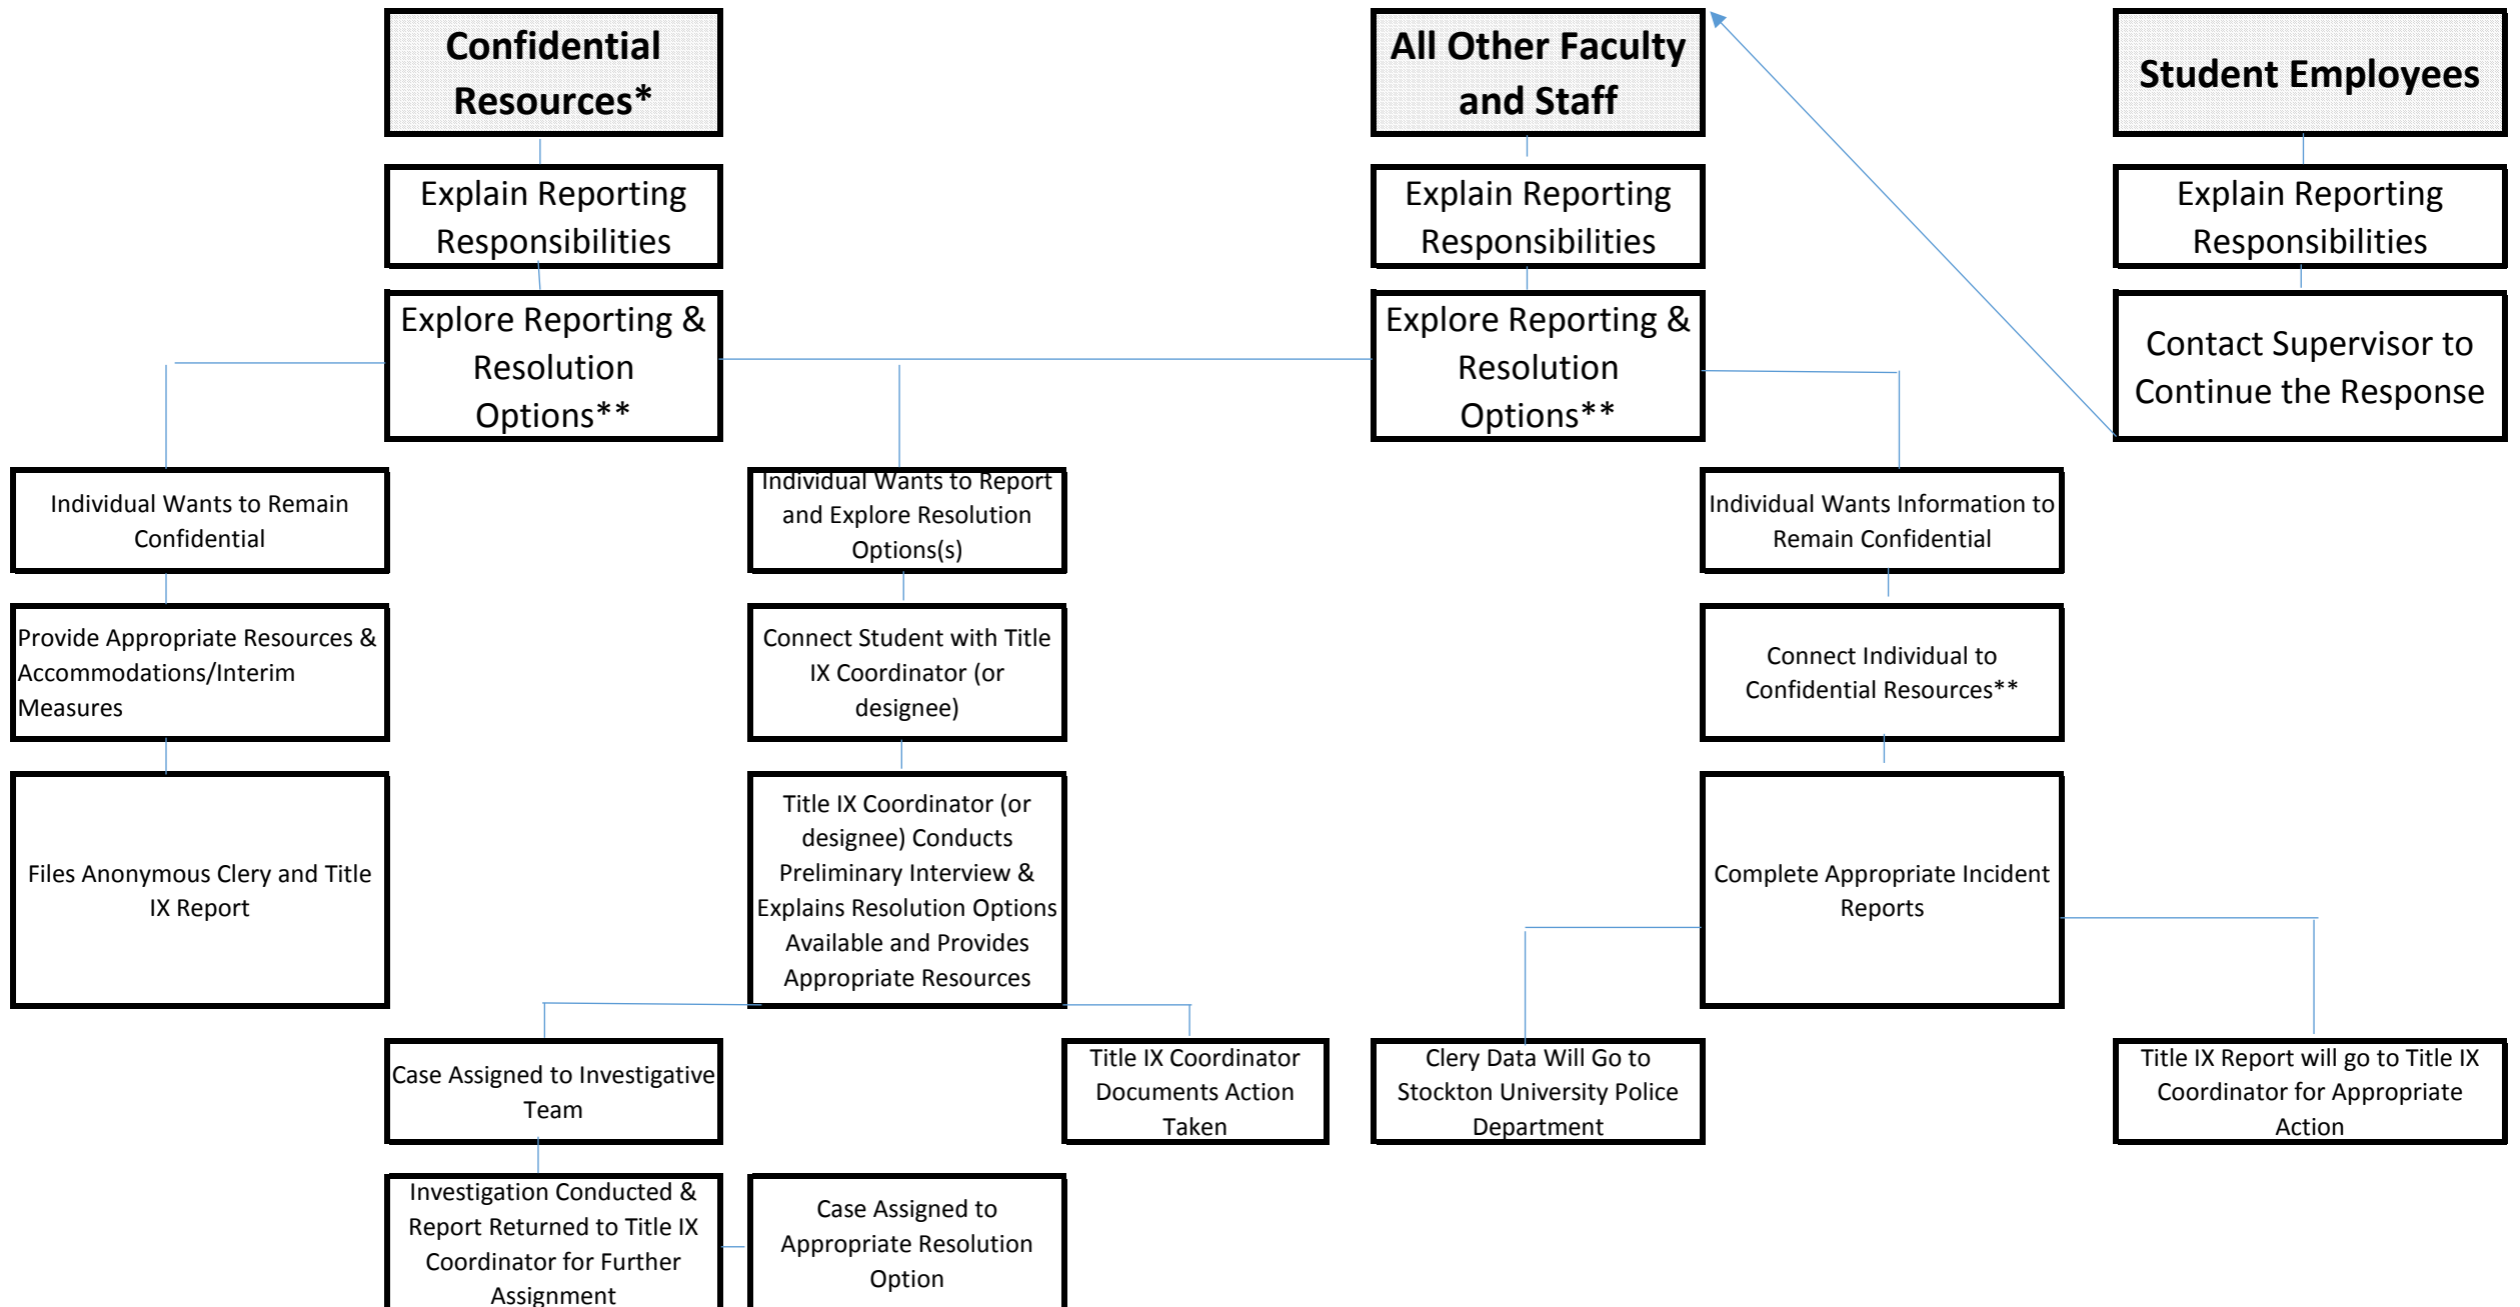 Confidential
Resources*
All Other Faculty
and Staff
Student Employees
Explain Reporting
Responsibilities
Explain Reporting
Responsibilities
Explain Reporting
Responsibilities
Explore Reporting &
Resolution
Options**
Explore Reporting &
Resolution
Options**
Contact Supervisor to
Continue the Response
Individual Wants to Remain
Confidential
Individual Wants to Report
and Explore Resolution
Options(s)
Individual Wants Information to
Remain Confidential
Provide Appropriate Resources &
Accommodations/Interim
Measures
Connect Student with Title
IX Coordinator (or
designee)
Connect Individual to
Confidential Resources**
Files Anonymous Clery and Title
IX Report
Title IX Coordinator (or
designee) Conducts
Preliminary Interview &
Explains Resolution Options
Available and Provides
Appropriate Resources
Complete Appropriate Incident
Reports
Case Assigned to Investigative
Team
Title IX Coordinator
Documents Action
Taken
Clery Data Will Go to
Stockton University Police
Department
Title IX Report will go to Title IX
Coordinator for Appropriate
Action
Investigation Conducted &
Report Returned to Title IX
Coordinator for Further
Assignment
Case Assigned to
Appropriate Resolution
Option